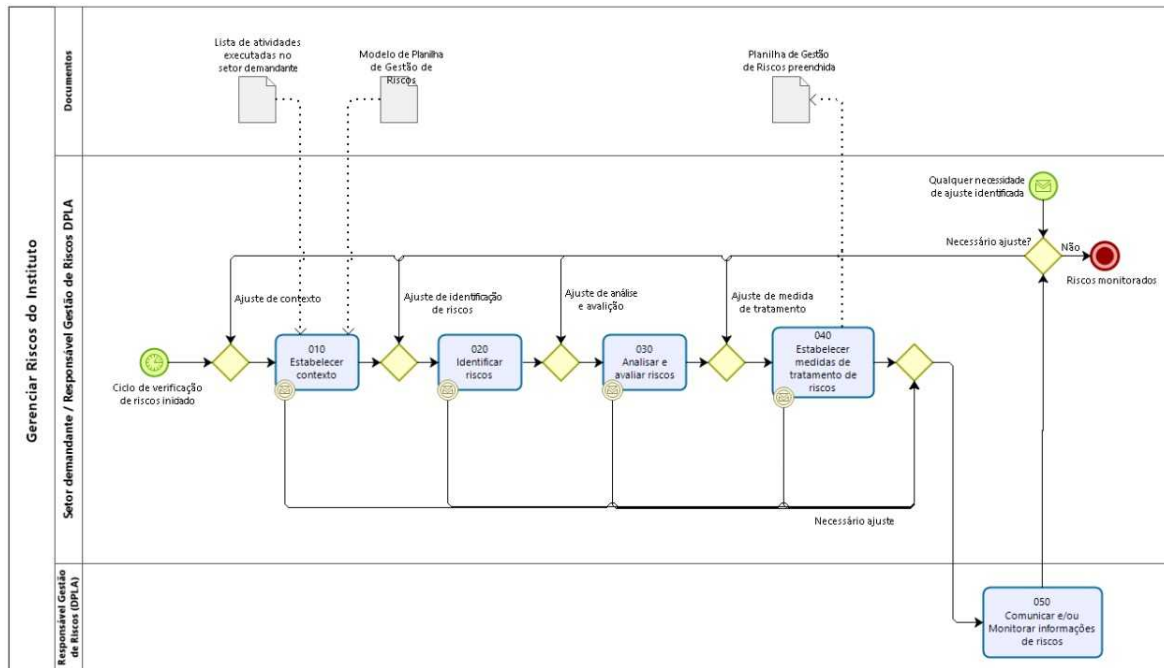 Gerenciar Riscos do Instituto
Documentos
Lista de atividades
executadas no
setor demandante
Modelo de Planilha
de Gestão de
Riscos
Planilha de Gestão
de Riscos preenchida
Setor demandante / Responsável Gestão de Riscos DPLA
Qualquer necessidade
de ajuste identificada
Necessário ajuste?
Não
Riscos monitorados
Ajuste de contexto
Ajuste de identificação
de riscos
Ajuste de análise
e avalição
Ajuste de medida
de tratamento
Ciclo de verificação
de riscos iniciado
010
Estabelecer
contexto
020
Identificar
riscos
030
Analisar e
avaliar riscos
040
Estabelecer
medidas de
tratamento de
riscos
Necessário ajuste
Responsável Gestão
de Riscos (DPLA)
050
Comunicar e/ou
Monitorar informações
de riscos